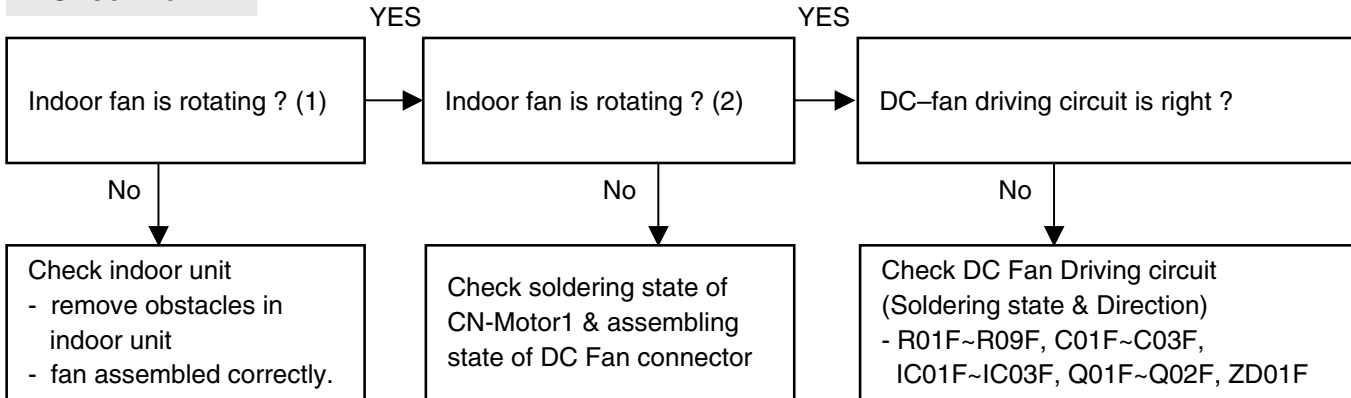 YES
YES
Indoor fan is rotating ? (1)
Indoor fan is rotating ? (2)
DC–fan driving circuit is right ?
No
No
No
Check indoor unit
- remove obstacles in
indoor unit
- fan assembled correctly.
Check soldering state of
CN-Motor1 & assembling
state of DC Fan connector
Check DC Fan Driving circuit
(Soldering state & Direction)
- R01F~R09F, C01F~C03F,
IC01F~IC03F, Q01F~Q02F, ZD01F